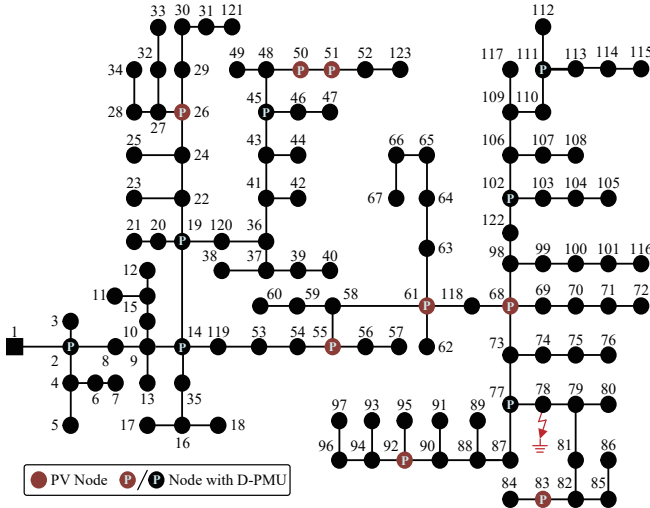 33 30 31 121
32 29 49 48 50 51 52 123
P P
34
28 27 26 P
45 P 46 47
25 24 43 44
23 22 41 42
21 20 19 P 120 36
38 37 39 40
12
11 15
3 10 14 119 53 54 55 56 57
1 P P P
2 8 9
4 6 7 13 35
5 17 16 18
66 65
67 64
63
60 59 58 61 P 118 68 P 69 70 71 72
62
112
117 111 P 113 114 115
109 110
106 107 108
102 P 103 104 105
122
98 99 100 101 116
73 74 75 76
77 P 78 79 80
97 93 95 91 89
96 94 92 P 90 88 87
81 86
84 83 P 82 85
PV Node P / P Node with D-PMU